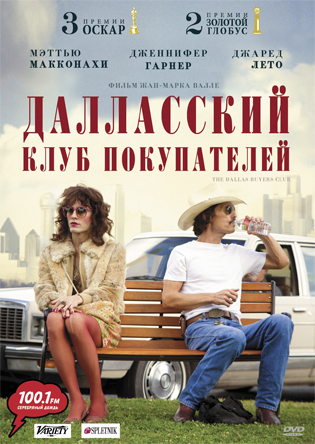 3 ПРЕМИИ ОСКАР
2 ПРЕМИИ ЗОЛОТОЙ ГЛОБУС
МЭТТЬЮ МАККОНАХИ
ДЖЕННИФЕР ГАРНЕР
ДЖАРЕД ЛЕТО
ФИЛЬМ ЖАН-МАРКА ВАЛЛЕ
ДАЛЛАССКИЙ
КЛУБ ПОКУПАТЕЛЕЙ
THE DALLAS BUYERS CLUB
100.1 FM
СЕРЕБРЯНЫЙ ДОЖДЬ
VARIETY
SPLETNIK
DVD